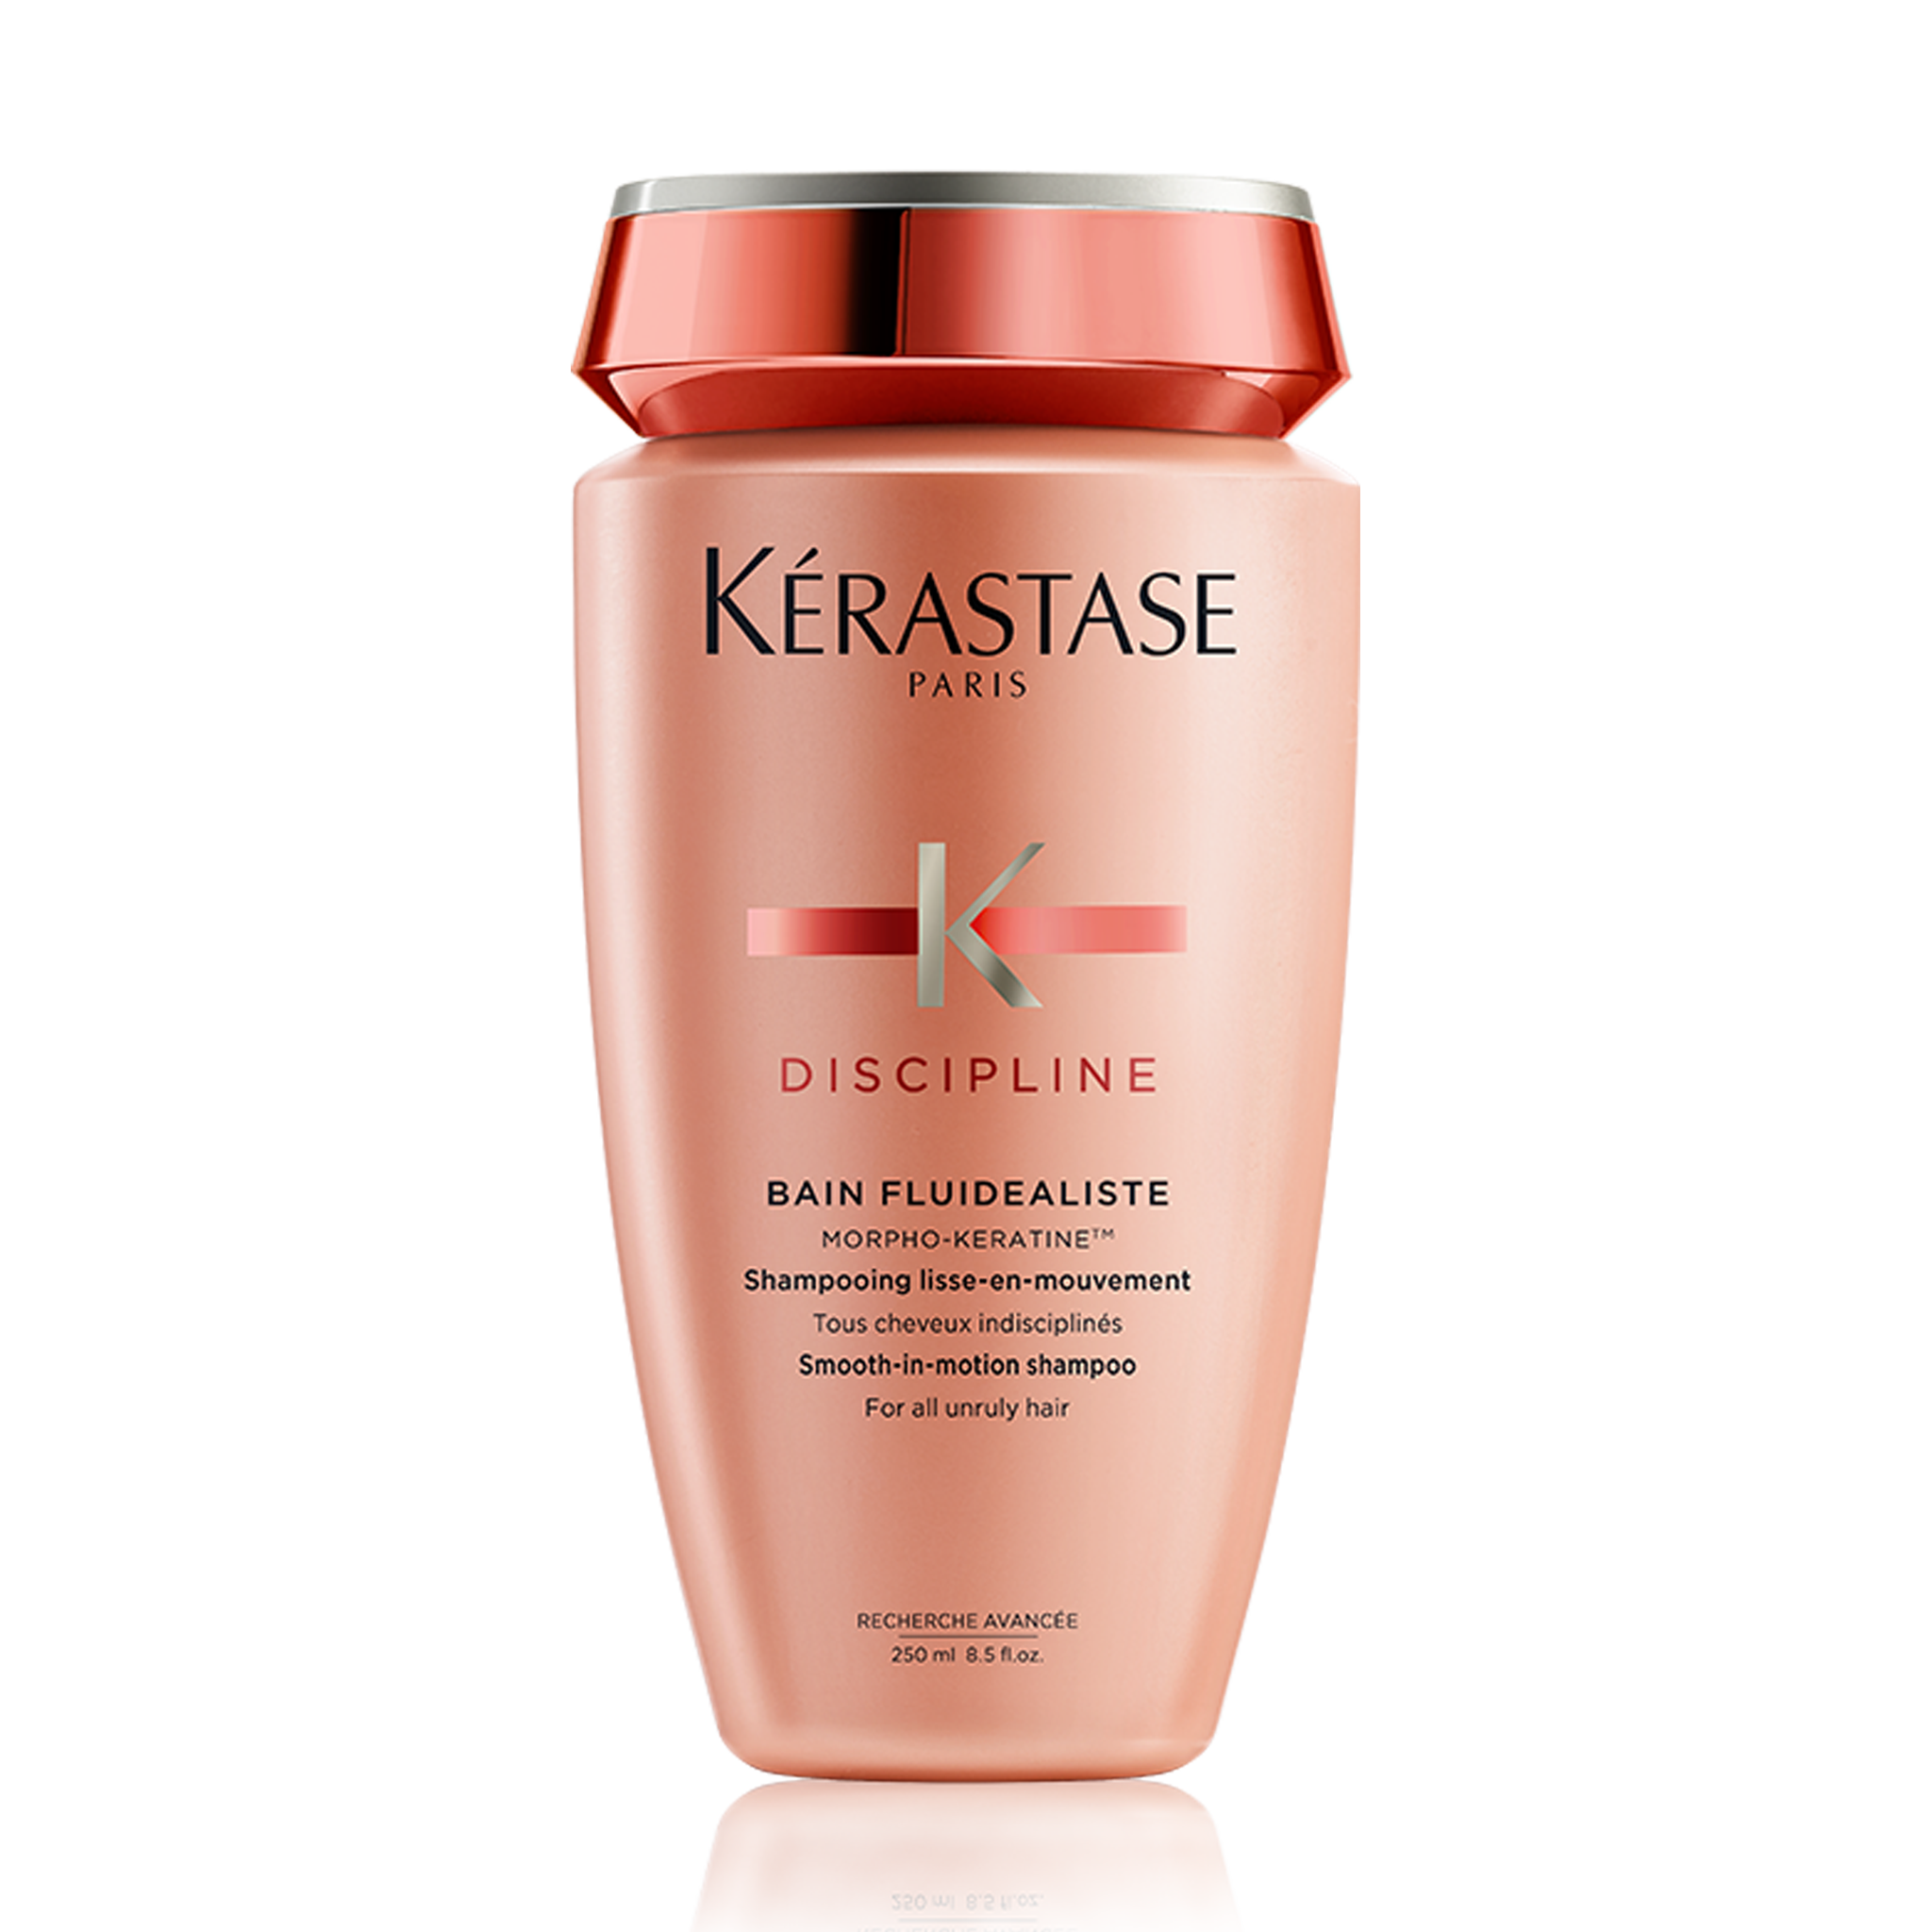 KÉRASTASE
PARIS
K
DISCIPLINE
BAIN FLUIDEALISTE
MORPHO-KERATINE™
Shampooing lisse-en-mouvement
Tous cheveux indisciplinés
Smooth-in-motion shampoo
For all unruly hair
RECHERCHE AVANCÉE
250 ml 8.5 fl.oz.